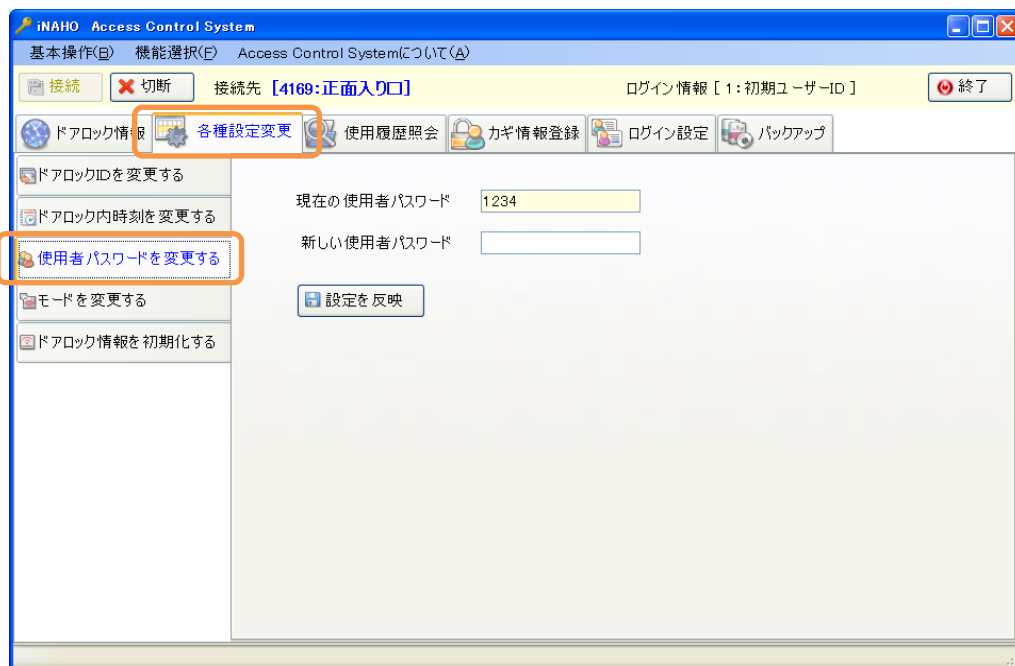 iNAHO Access Control System
基本操作(B) 機能選択(F) Access Control Systemについて(A)
接続 切断 接続先 [4169:正面入り口] ログイン情報 [ 1:初期ユーザーID ] 終了
ドアロック情報 各種設定変更 使用履歴照会 カギ情報登録 ログイン設定 バックアップ
ドアロックIDを変更する
現在の使用者パスワード 1234
ドアロック内時刻を変更する
新しい使用者パスワード
使用者パスワードを変更する
モードを変更する
設定を反映
ドアロック情報を初期化する